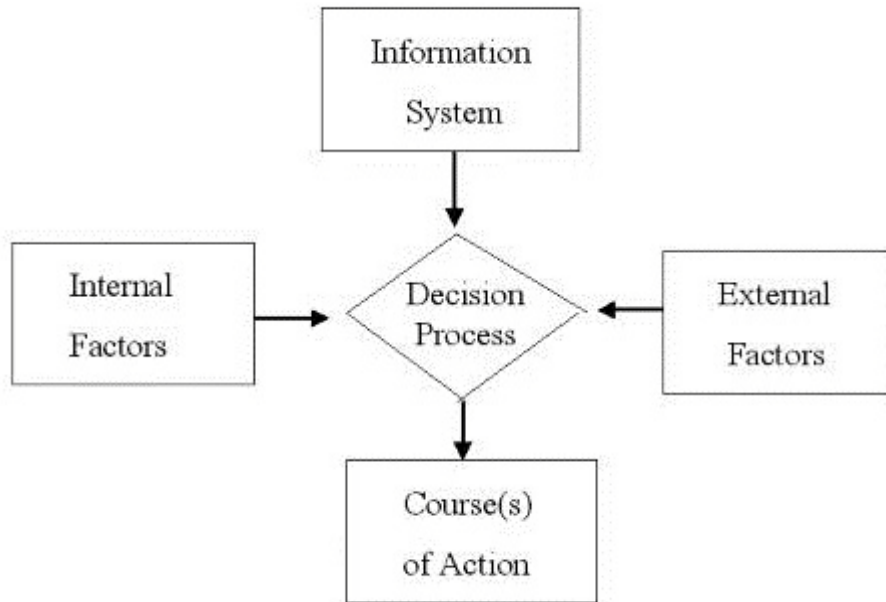 Information
System
Internal
Factors
Decision
Process
External
Factors
Course(s)
of Action